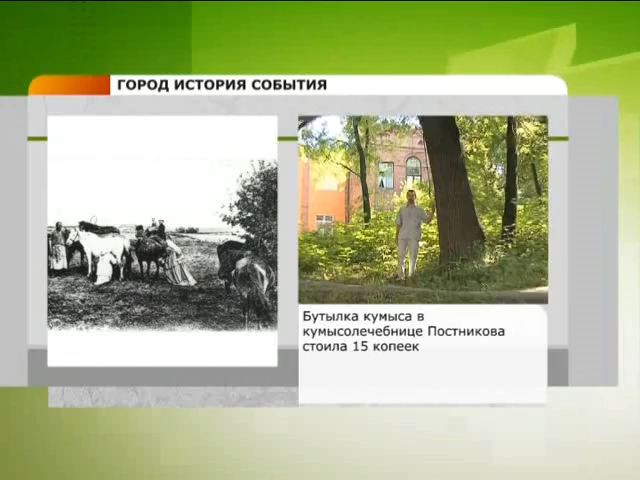 ГОРОД ИСТОРИЯ СОБЫТИЯ
Бутылка кумыса в
кумысолечебнице Постникова
стоила 15 копеек